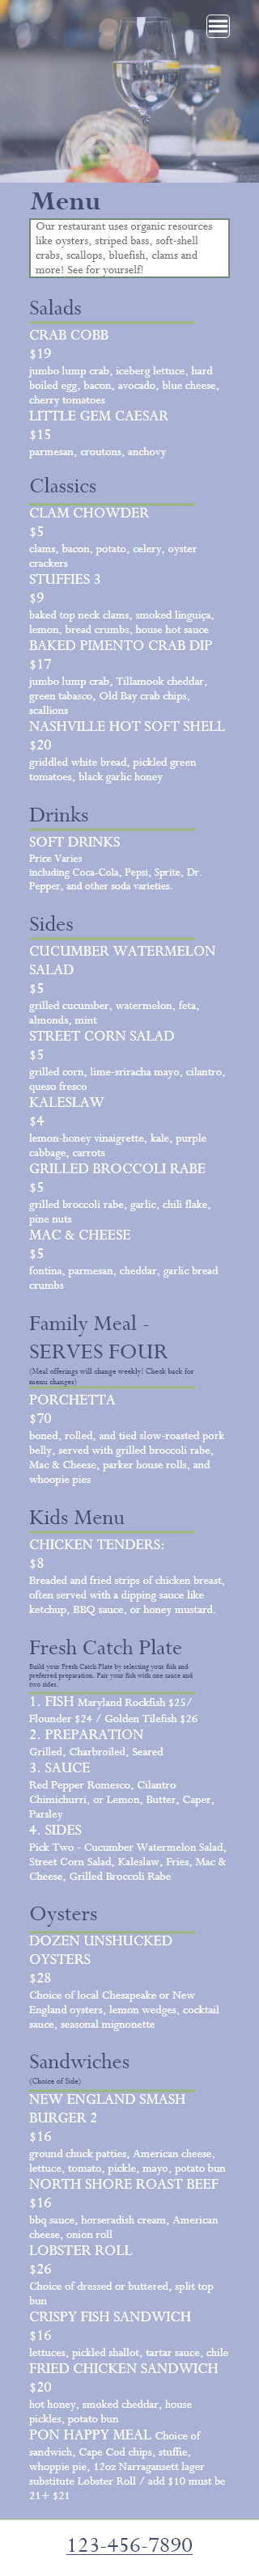 Menu
Our restaurant uses organic resources
like oysters, striped bass, soft-shell
crabs, scallops, bluefish, clams and
more! See for yourself!
Salads
CRAB COBB
$19
jumbo lump crab, iceberg lettuce, hard
boiled egg, bacon, avocado, blue cheese,
cherry tomatoes
LITTLE GEM CAESAR
$15
parmesan, croutons, anchovy
Classics
CLAM CHOWDER
$5
clams, bacon, potato, celery, oyster
crackers
STUFFIES 3
$9
baked top neck clams, smoked linguiça,
lemon, bread crumbs, house hot sauce
BAKED PIMENTO CRAB DIP
$17
jumbo lump crab, Tillamook cheddar,
green tabasco, Old Bay crab chips,
scallions
NASHVILLE HOT SOFT SHELL
$20
griddled white bread, pickled green
tomatoes, black garlic honey
Drinks
SOFT DRINKS
Price Varies
including Coca-Cola, Pepsi, Sprite, Dr.
Pepper, and other soda varieties.
Sides
CUCUMBER WATERMELON
SALAD
$5
grilled cucumber, watermelon, feta,
almonds, mint
STREET CORN SALAD
$5
grilled corn, lime-sriracha mayo, cilantro,
queso fresco
KALESLAW
$4
lemon-honey vinaigrette, kale, purple
cabbage, carrots
GRILLED BROCCOLI RABE
$5
grilled broccoli rabe, garlic, chili flake,
pine nuts
MAC & CHEESE
$5
fontina, parmesan, cheddar, garlic bread
crumbs
Family Meal -
SERVES FOUR
(Meal offerings will change weekly! Check back for
menu changes)
PORCHETTA
$70
boned, rolled, and tied slow-roasted pork
belly, served with grilled broccoli rabe,
Mac & Cheese, parker house rolls, and
whoopie pies
Kids Menu
CHICKEN TENDERS:
$8
Breaded and fried strips of chicken breast,
often served with a dipping sauce like
ketchup, BBQ sauce, or honey mustard.
Fresh Catch Plate
Build your Fresh Catch Plate by selecting your fish and
preferred preparation. Pair your fish with one sauce and
two sides.
1. FISH Maryland Rockfish $25/
Flounder $24 / Golden Tilefish $26
2. PREPARATION
Grilled, Charbroiled, Seared
3. SAUCE
Red Pepper Romesco, Cilantro
Chimichurri, or Lemon, Butter, Caper,
Parsley
4. SIDES
Pick Two - Cucumber Watermelon Salad,
Street Corn Salad, Kaleslaw, Fries, Mac &
Cheese, Grilled Broccoli Rabe
Oysters
DOZEN UNSHUCKED
OYSTERS
$28
Choice of local Chesapeake or New
England oysters, lemon wedges, cocktail
sauce, seasonal mignonette
Sandwiches
(Choice of Side)
NEW ENGLAND SMASH
BURGER 2
$16
ground chuck patties, American cheese,
lettuce, tomato, pickle, mayo, potato bun
NORTH SHORE ROAST BEEF
$16
bbq sauce, horseradish cream, American
cheese, onion roll
LOBSTER ROLL
$26
Choice of dressed or buttered, split top
bun
CRISPY FISH SANDWICH
$16
lettuces, pickled shallot, tartar sauce, chile
FRIED CHICKEN SANDWICH
$20
hot honey, smoked cheddar, house
pickles, potato bun
PON HAPPY MEAL Choice of
sandwich, Cape Cod chips, stuffie,
whoppie pie, 12oz Narragansett lager
substitute Lobster Roll / add $10 must be
21+ $21
123-456-7890